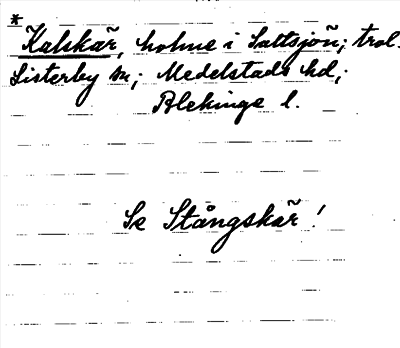 * Kalskär, holme i Saltsjön; trol.
Listerby sn; Medelstads hd,;
Blekinge l.
Se Stångskär!